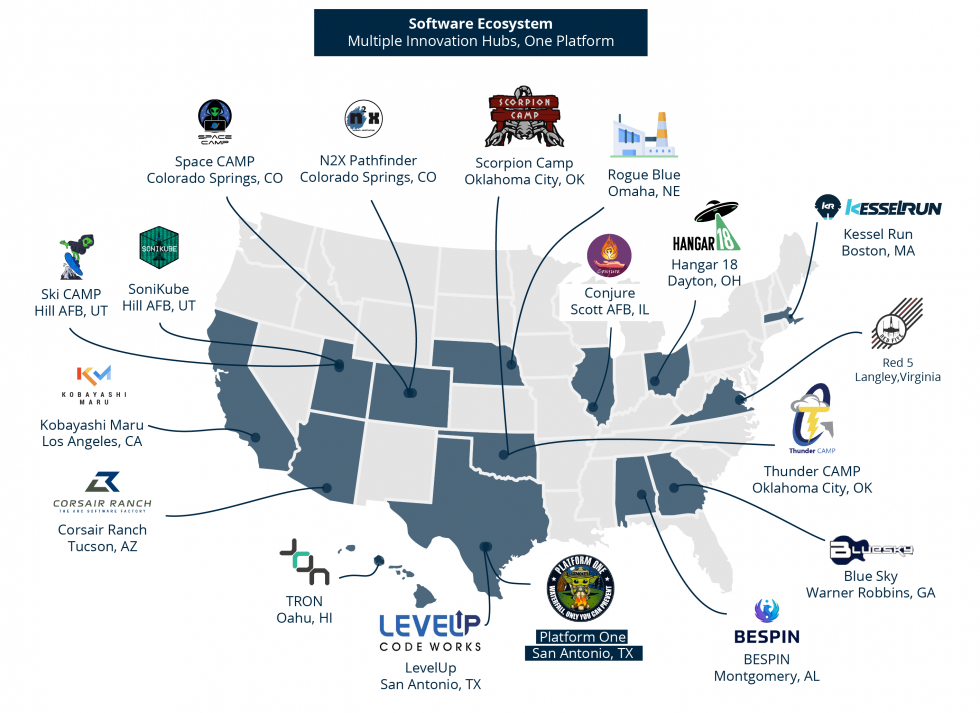 Software Ecosystem
Multiple Innovation Hubs, One Platform
SPACE
CAMP
Space CAMP
Colorado Springs, CO
n2x
N2X Pathfinder
Colorado Springs, CO
SCORPION
CAMP
Scorpion Camp
Oklahoma City, OK
Rogue Blue
Omaha, NE
KR
KESSELRUN
Kessel Run
Boston, MA
HANGAR 18
Hangar 18
Dayton, OH
Conjure
Conjure
Scott AFB, IL
Ski CAMP
Hill AFB, UT
SONIKUBE
SoniKube
Hill AFB, UT
RED FIVE
Red 5
Langley,Virginia
KM
KOBAYASHI
MARU
Kobayashi Maru
Los Angeles, CA
Thunder CAMP
Thunder CAMP
Oklahoma City, OK
CORSAIR RANCH
THE ABC SOFTWARE FACTORY
Corsair Ranch
Tucson, AZ
BLUESKY
Blue Sky
Warner Robbins, GA
TRON
TRON
Oahu, HI
LEVELUP
CODE WORKS
LevelUp
San Antonio, TX
PLATFORM ONE
WATERFALL, ONLY YOU CAN PREVENT
Platform One
San Antonio, TX
BESPIN
BESPIN
Montgomery, AL